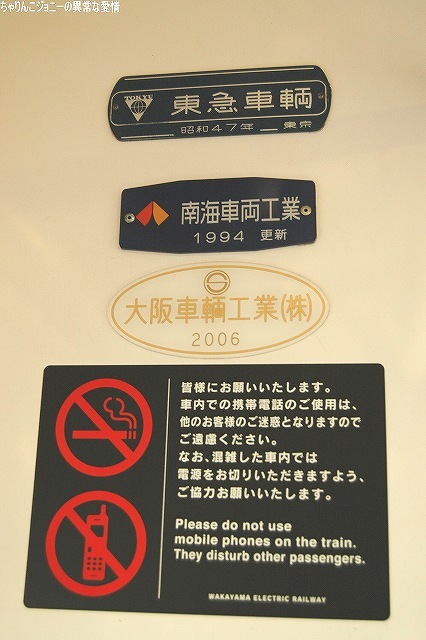 ちゃりんこジョニーの異常な愛情
TOKYU
東急車輛
昭和47年 東京
南海車両工業
1994 更新
大阪車輌工業(株)
2006
皆様にお願いいたします。
車内での携帯電話のご使用は、
他のお客様のご迷惑となりますので
ご遠慮ください。
なお、混雑した車内では
電源をお切りいただきますよう、
ご協力お願いいたします。
Please do not use
mobile phones on the train.
They disturb other passengers.
WAKAYAMA ELECTRIC RAILWAY